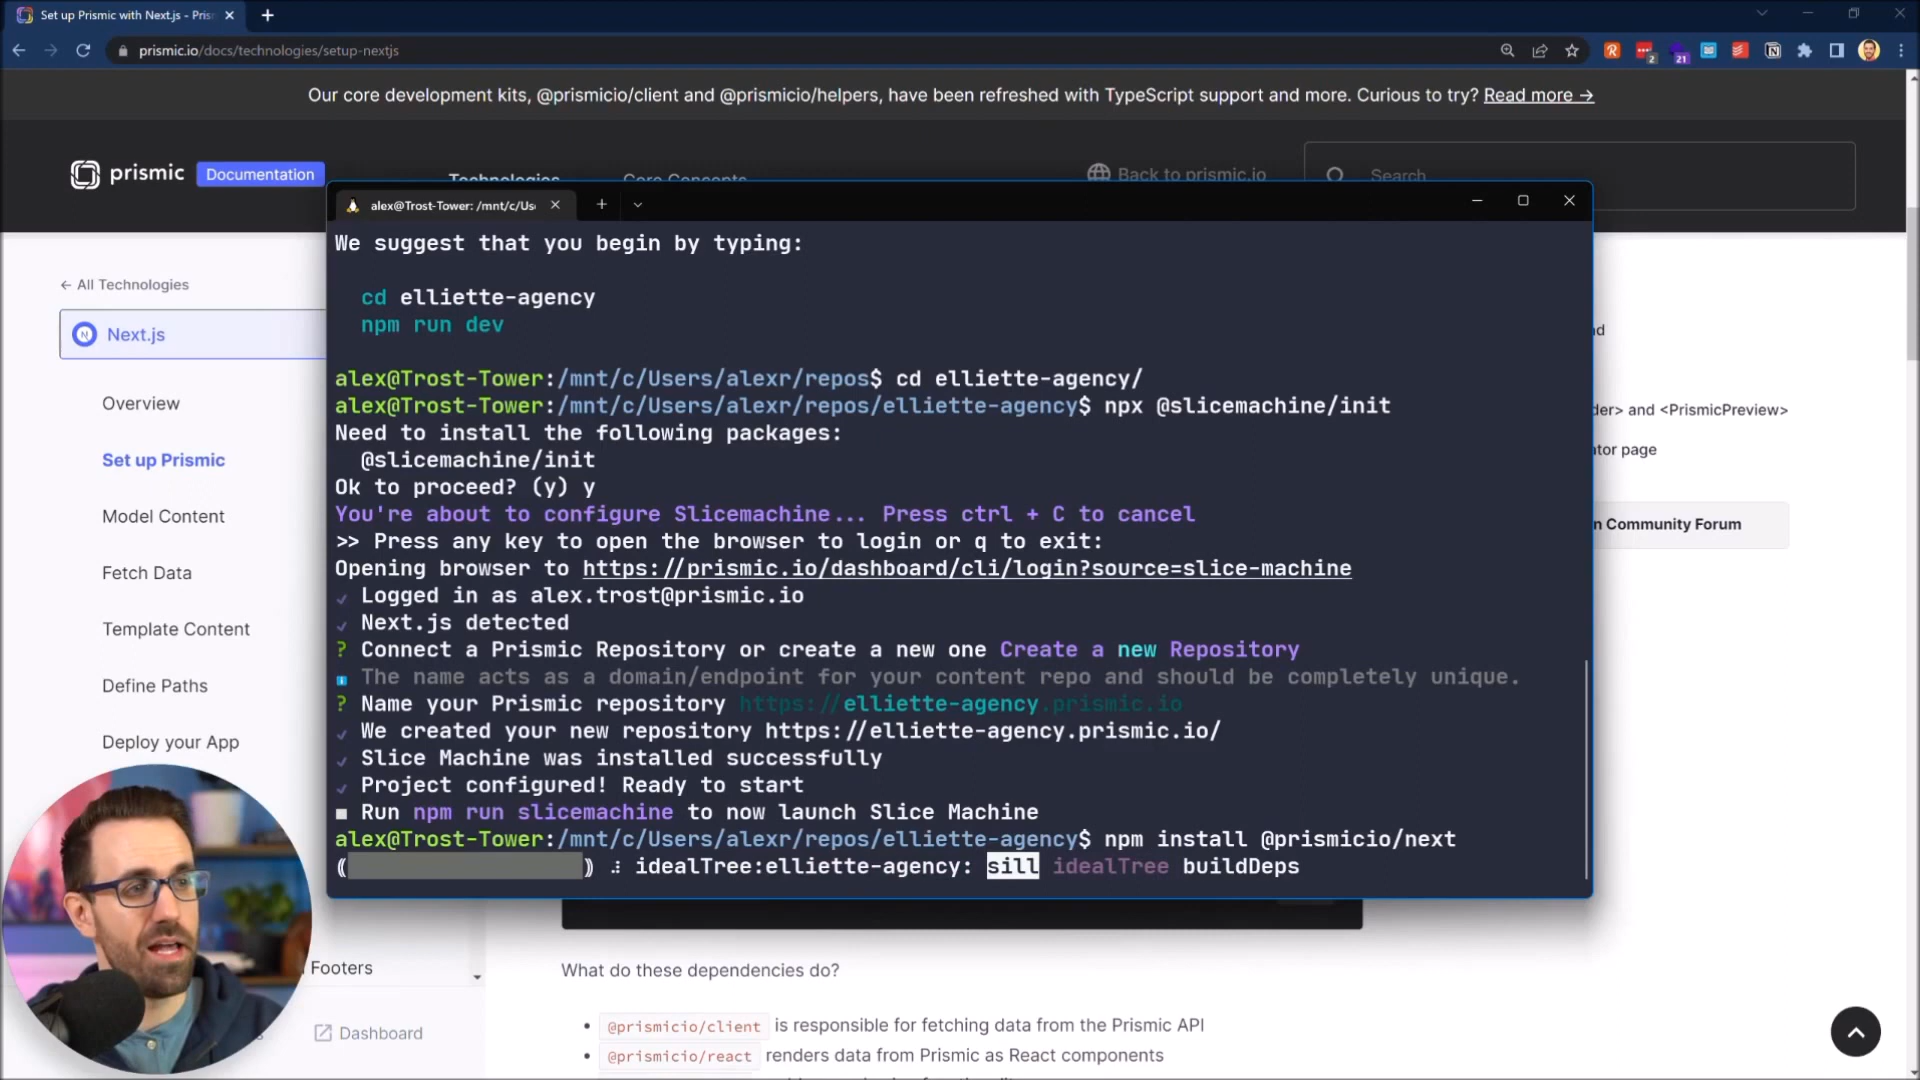 Set up Prismic with Next.js - Pris
prismic.io/docs/technologies/setup-nextjs
2
21
Our core development kits, @prismicio/client and @prismicio/helpers, have been refreshed with TypeScript support and more. Curious to try? Read more →
prismic
Documentation
Technologies
Core Concepts
Back to prismic.io
Search
alex@Trost-Tower: /mnt/c/Us
We suggest that you begin by typing:
cd elliette-agency
npm run dev
alex@Trost-Tower:/mnt/c/Users/alexr/repos$ cd elliette-agency/
alex@Trost-Tower:/mnt/c/Users/alexr/repos/elliette-agency$ npx @slicemachine/init
Need to install the following packages:
@slicemachine/init
Ok to proceed? (y) y
You're about to configure Slicemachine... Press ctrl + C to cancel
>> Press any key to open the browser to login or q to exit:
Opening browser to https://prismic.io/dashboard/cli/login?source=slice-machine
✓ Logged in as alex.trost@prismic.io
✓ Next.js detected
? Connect a Prismic Repository or create a new one Create a new Repository
The name acts as a domain/endpoint for your content repo and should be completely unique.
? Name your Prismic repository https://elliette-agency.prismic.io
✓ We created your new repository https://elliette-agency.prismic.io/
✓ Slice Machine was installed successfully
✓ Project configured! Ready to start
■ Run npm run slicemachine to now launch Slice Machine
alex@Trost-Tower:/mnt/c/Users/alexr/repos/elliette-agency$ npm install @prismicio/next
( ) ⠼ idealTree:elliette-agency: sill idealTree buildDeps
← All Technologies
Next.js
Overview
Set up Prismic
Model Content
Fetch Data
Template Content
Define Paths
Deploy your App
Footers
Dashboard
der> and <PrismicPreview>
ator page
n Community Forum
What do these dependencies do?
• @prismicio/client is responsible for fetching data from the Prismic API
• @prismicio/react renders data from Prismic as React components